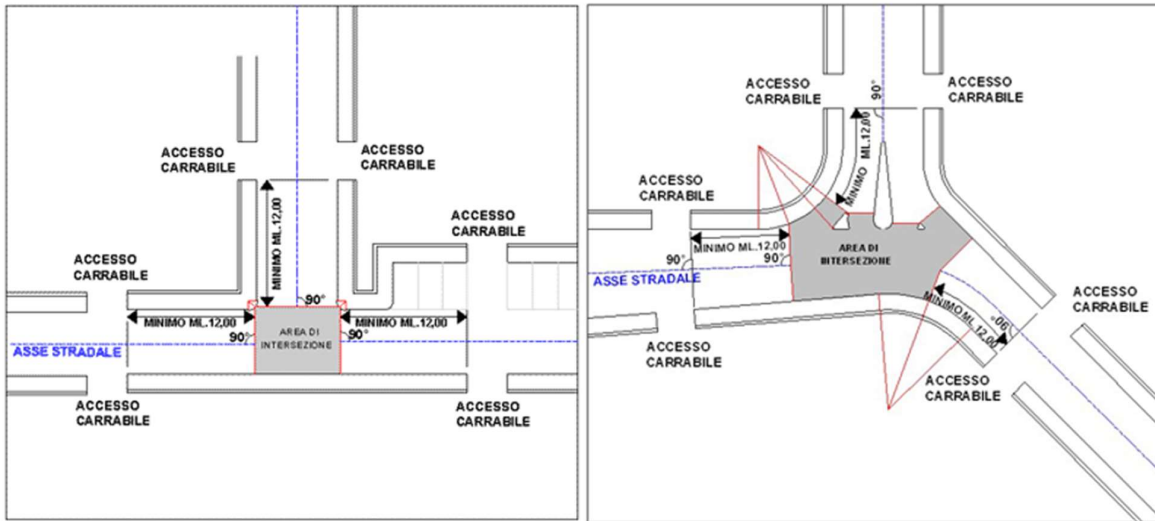 ACCESSO
CARRABILE
ACCESSO
CARRABILE
MINIMO ML.12,00
ACCESSO
CARRABILE
ACCESSO
CARRABILE
90°
MINIMO ML.12,00
MINIMO ML.12,00
90°
AREA DI
INTERSEZIONE
90°
ASSE STRADALE
ACCESSO
CARRABILE
ACCESSO
CARRABILE
ACCESSO
CARRABILE
90°
ACCESSO
CARRABILE
MINIMO ML.12,00
ACCESSO
CARRABILE
MINIMO ML.12,00
AREA DI
INTERSEZIONE
90°
90°
ASSE STRADALE
MINIMO ML.12,00
90°
ACCESSO
CARRABILE
ACCESSO
CARRABILE
ACCESSO
CARRABILE